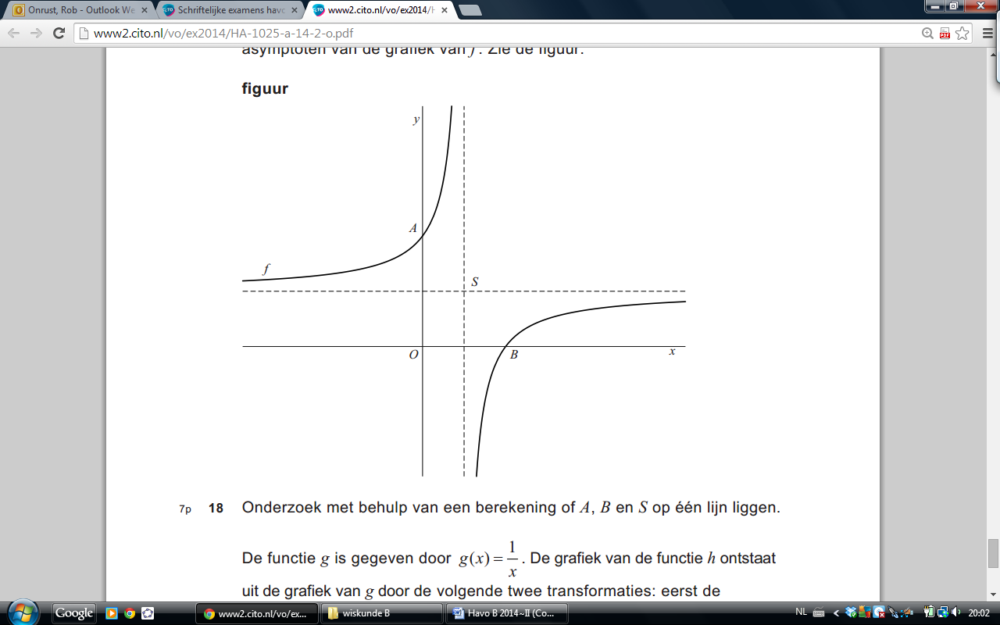 Onrust, Rob - Outlook We
Schriftelijke examens havo
www2.cito.nl/vo/ex2014/H
www2.cito.nl/vo/ex2014/HA-1025-a-14-2-o.pdf
asymptoten van de grafiek van f. Zie de figuur.
figuur
y
A
f
S
O
B
x
7p 18 Onderzoek met behulp van een berekening of A, B en S op één lijn liggen.
De functie g is gegeven door g(x) = 1/x. De grafiek van de functie h ontstaat
uit de grafiek van g door de volgende twee transformaties: eerst de
Google
www2.cito.nl/vo/ex...
wiskunde B
Havo B 2014~II (Co...
NL
20:02